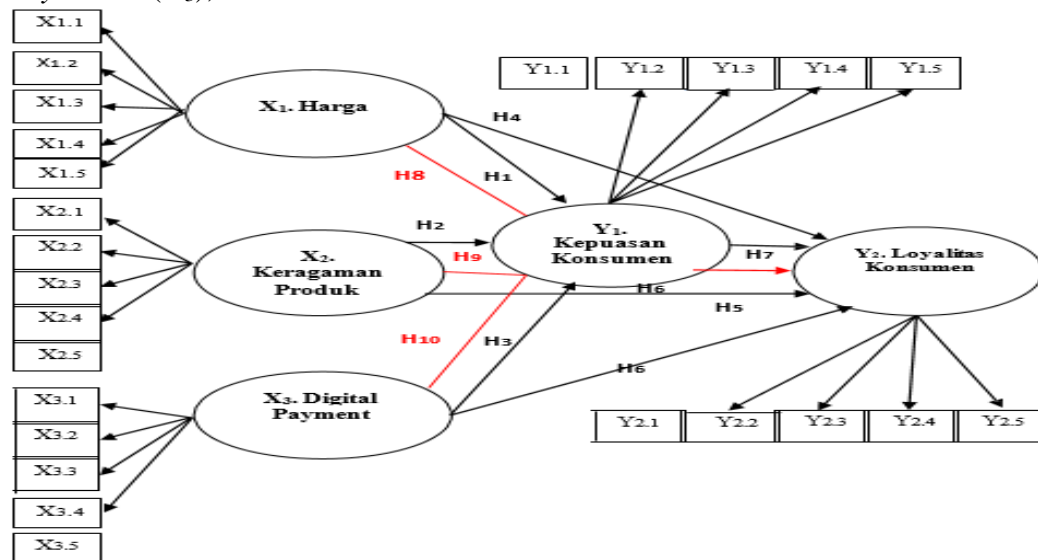 X1.1
X1.2
X1.3
X1.4
X1.5
X₁. Harga
H4
H1
H8
Y1.1 Y1.2 Y1.3 Y1.4 Y1.5
X2.1
X2.2
X2.3
X2.4
X2.5
X₂.
Keragaman
Produk
H2
H9
Y₁.
Kepuasan
Konsumen
H7
Y₂. Loyalitas
Konsumen
H6
H5
H10
H3
H6
X3.1
X3.2
X3.3
X3.4
X3.5
X₃. Digital
Payment
Y2.1 Y2.2 Y2.3 Y2.4 Y2.5